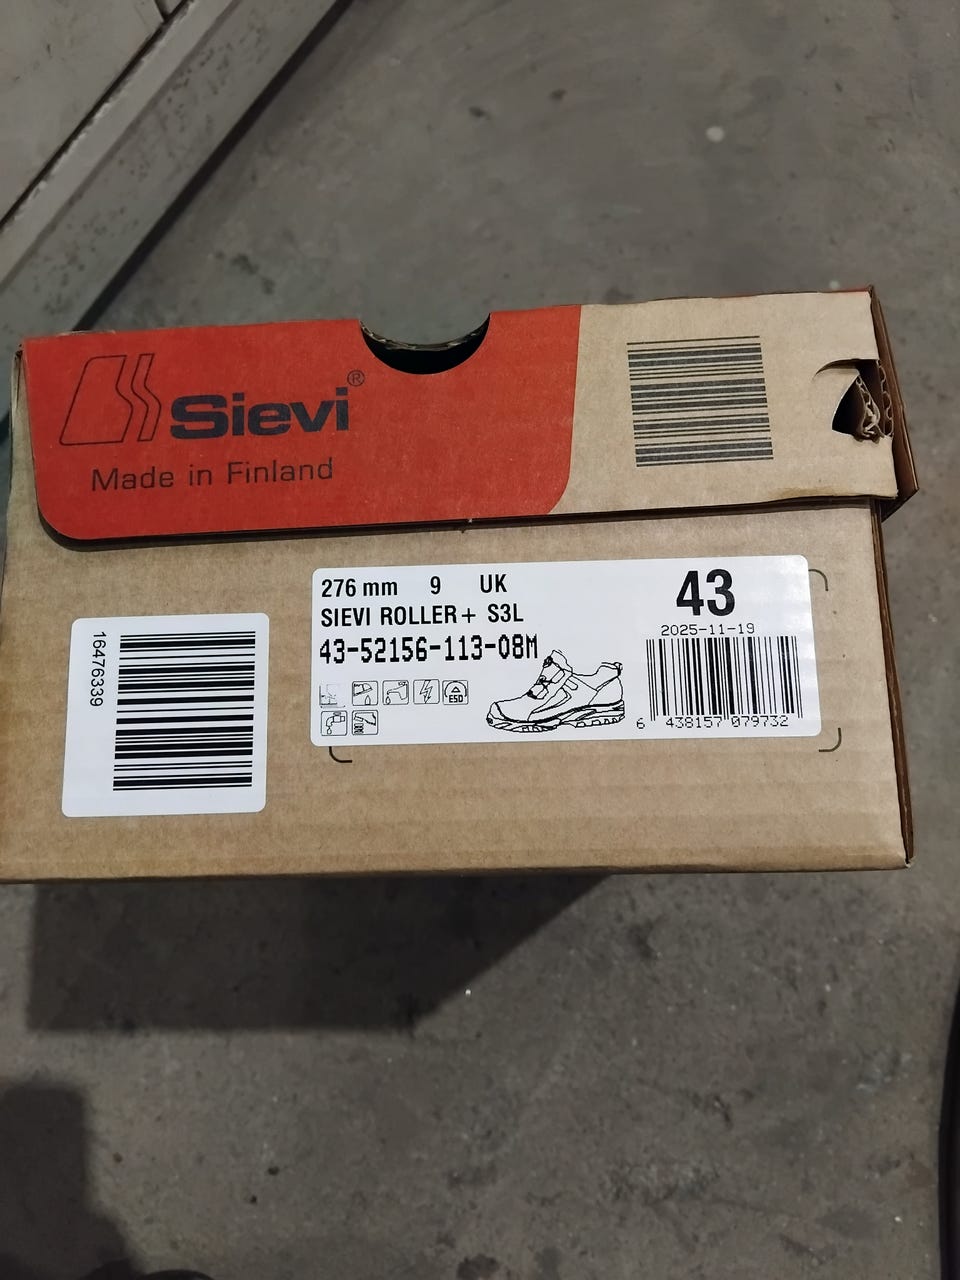 Sievi®
Made in Finland
16476339
276 mm 9 UK
SIEVI ROLLER+ S3L
43-52156-113-08M
ESD
43
2025-11-19
6 438157 079732